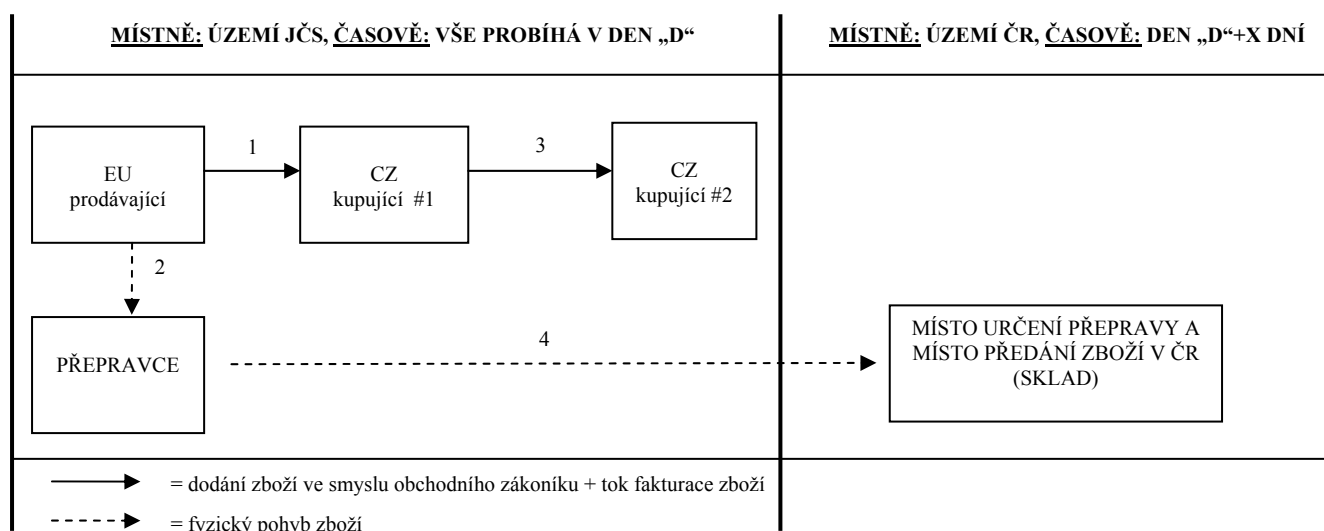 MÍSTNĚ: ÚZEMÍ JČS, ČASOVĚ: VŠE PROBÍHÁ V DEN „D“
MÍSTNĚ: ÚZEMÍ ČR, ČASOVĚ: DEN „D“+X DNÍ
EU
prodávající
1
CZ
kupující #1
3
CZ
kupující #2
2
PŘEPRAVCE
4
MÍSTO URČENÍ PŘEPRAVY A
MÍSTO PŘEDÁNÍ ZBOŽÍ V ČR
(SKLAD)
= dodání zboží ve smyslu obchodního zákoníku + tok fakturace zboží
= fyzický pohyb zboží